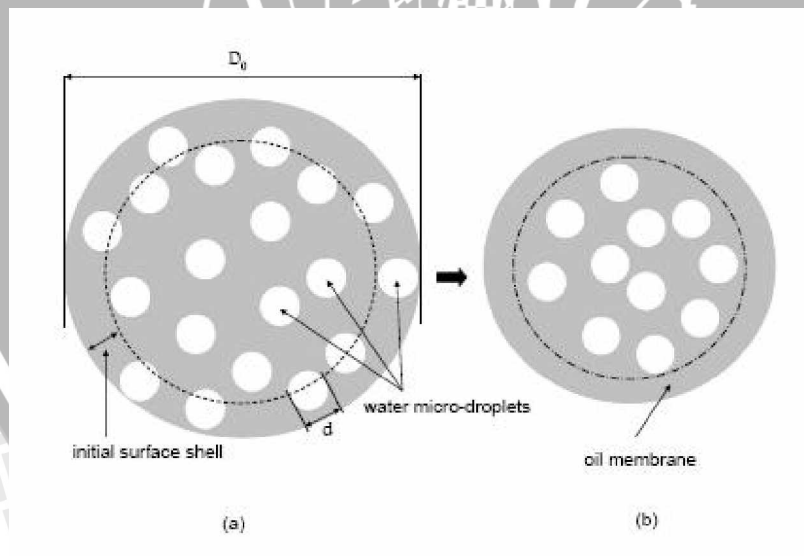 D₀
d
water micro-droplets
initial surface shell
oil membrane
(a)
(b)